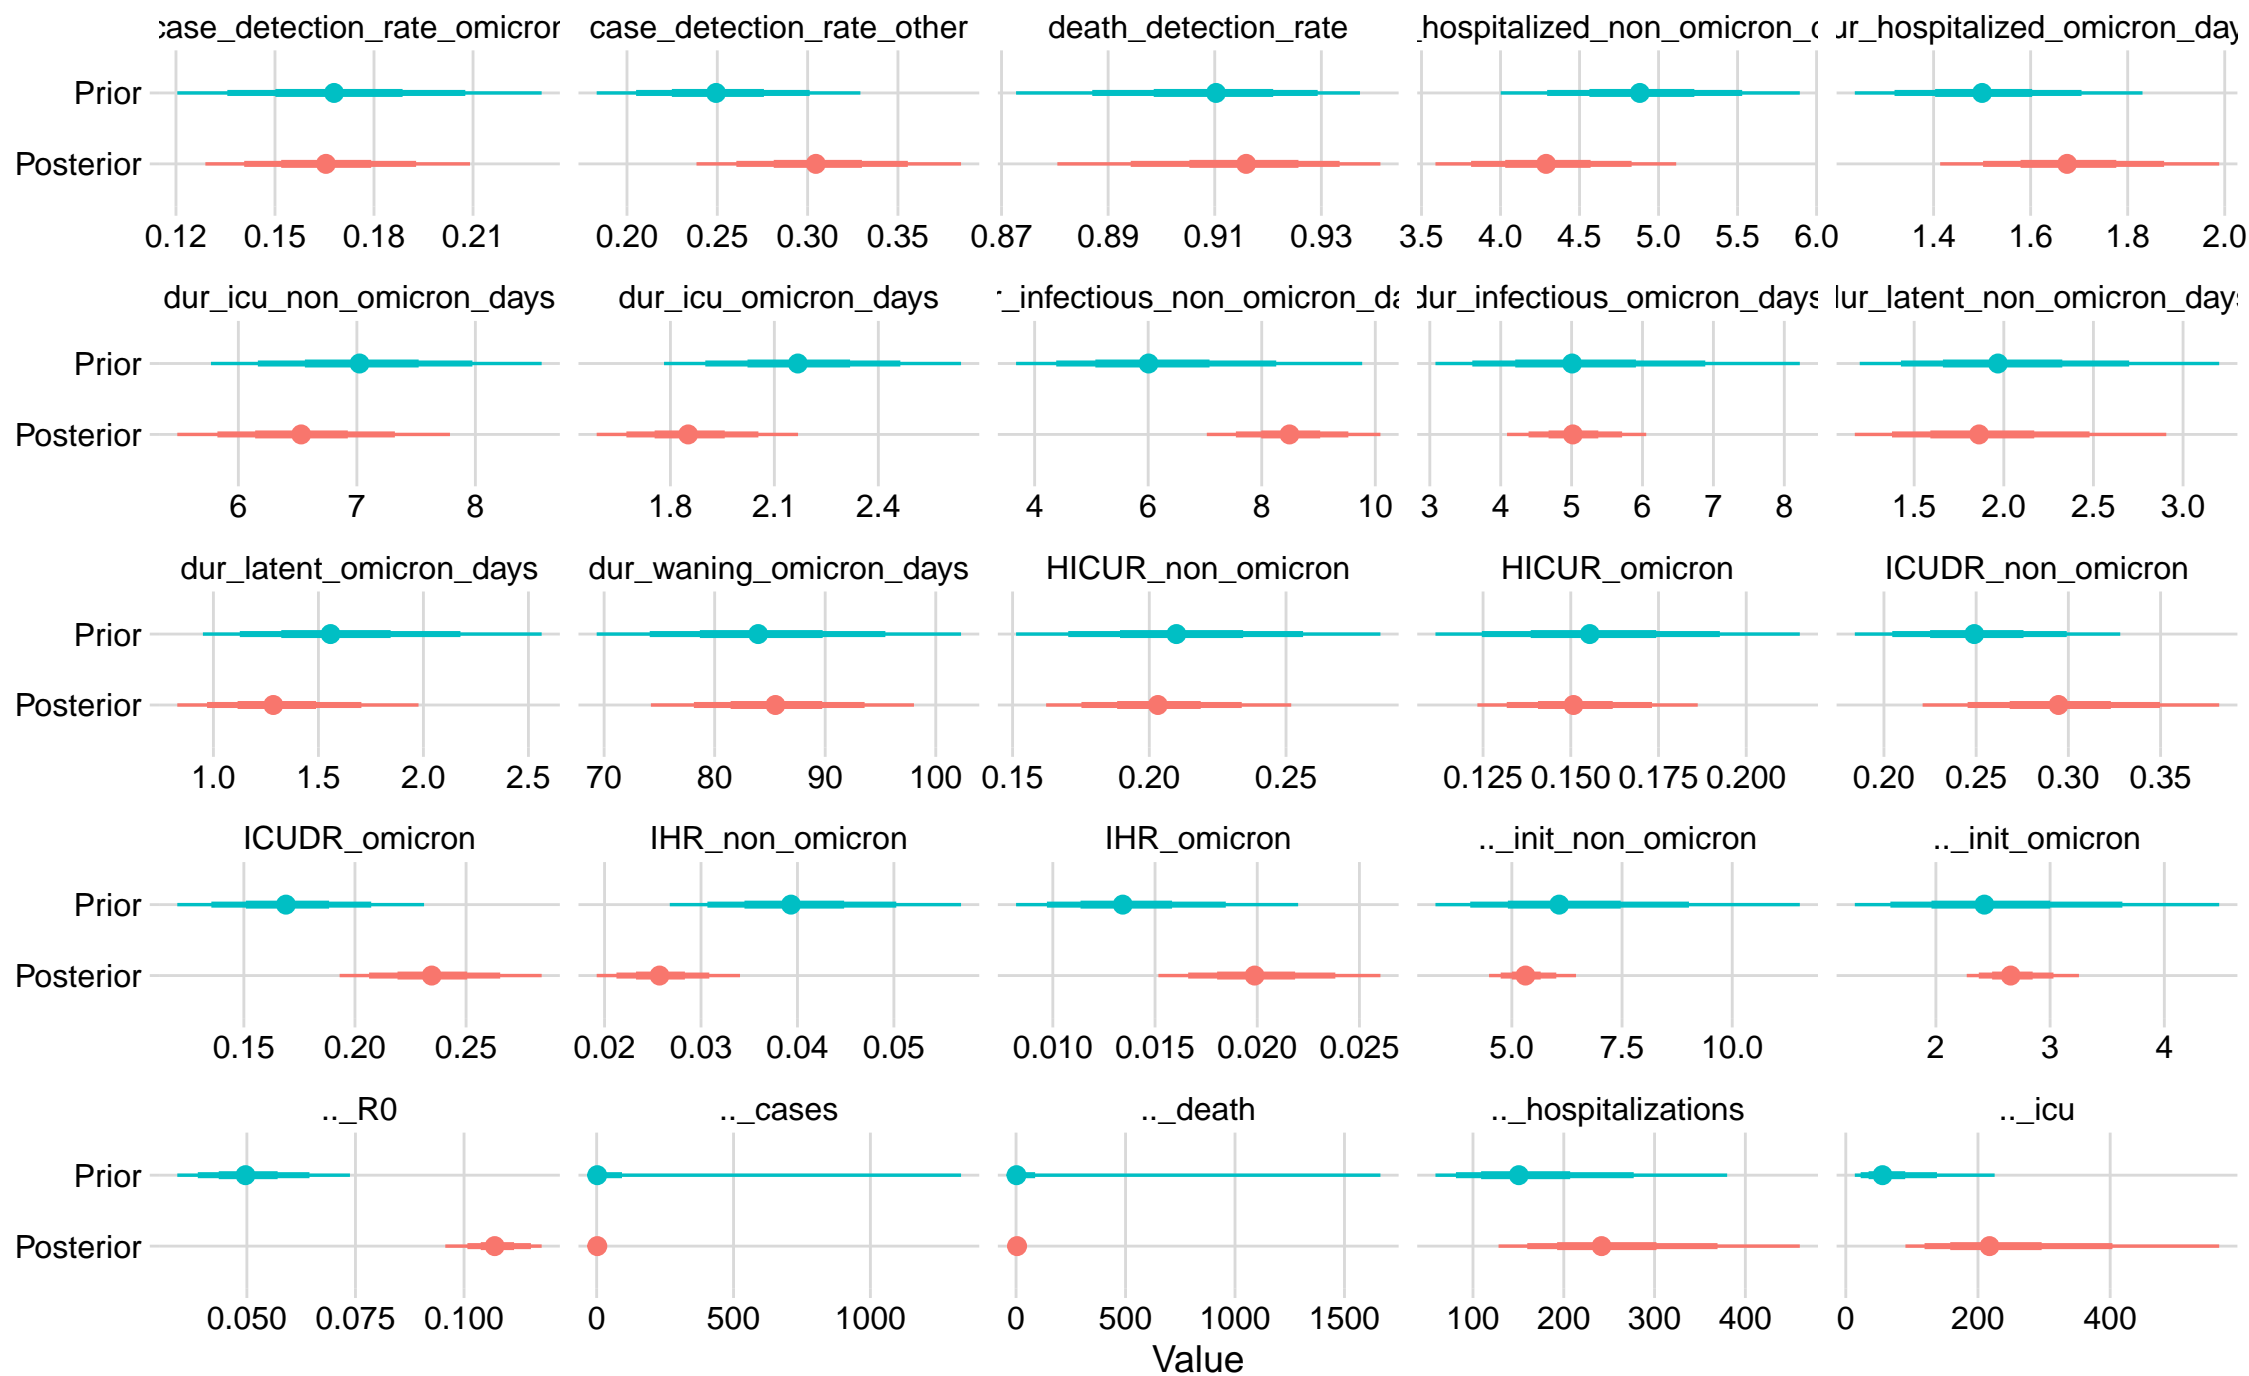 case_detection_rate_omicron case_detection_rate_other death_detection_rate _hospitalized_non_omicron_d ur_hospitalized_omicron_day
Prior
Posterior
0.12 0.15 0.18 0.21 0.20 0.25 0.30 0.35 0.87 0.89 0.91 0.93 3.5 4.0 4.5 5.0 5.5 6.0 1.4 1.6 1.8 2.0
dur_icu_non_omicron_days dur_icu_omicron_days r_infectious_non_omicron_da dur_infectious_omicron_days dur_latent_non_omicron_days
Prior
Posterior
6 7 8 1.8 2.1 2.4 4 6 8 10 3 4 5 6 7 8 1.5 2.0 2.5 3.0
dur_latent_omicron_days dur_waning_omicron_days HICUR_non_omicron HICUR_omicron ICUDR_non_omicron
Prior
Posterior
1.0 1.5 2.0 2.5 70 80 90 100 0.15 0.20 0.25 0.125 0.150 0.175 0.200 0.20 0.25 0.30 0.35
ICUDR_omicron IHR_non_omicron IHR_omicron .._init_non_omicron .._init_omicron
Prior
Posterior
0.15 0.20 0.25 0.02 0.03 0.04 0.05 0.010 0.015 0.020 0.025 5.0 7.5 10.0 2 3 4
.._R0 .._cases .._death .._hospitalizations .._icu
Prior
Posterior
0.050 0.075 0.100 0 500 1000 0 500 1000 1500 100 200 300 400 0 200 400
Value